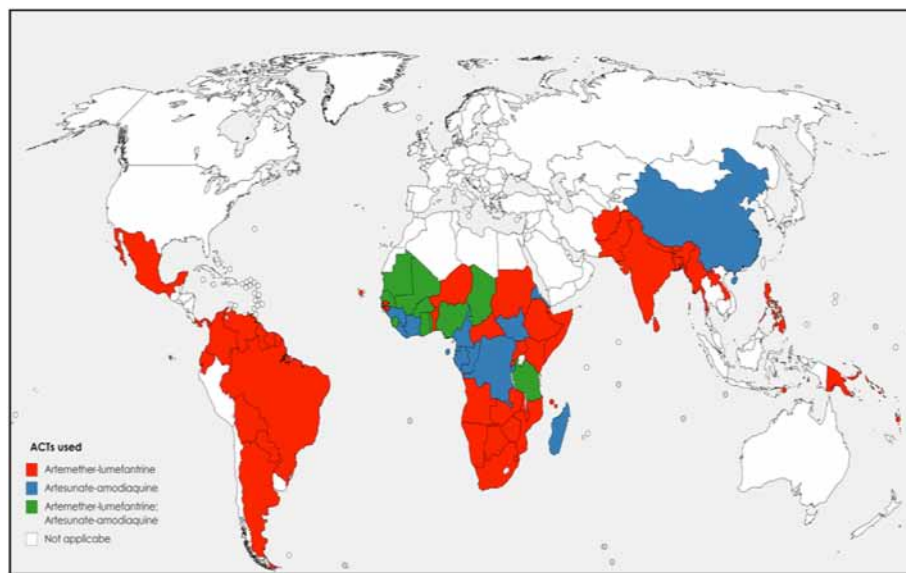 ACTs used
Artemether-lumefantrine
Artesunate-amodiaquine
Artemether-lumefantrine;
Artesunate-amodiaquine
Not applicabe